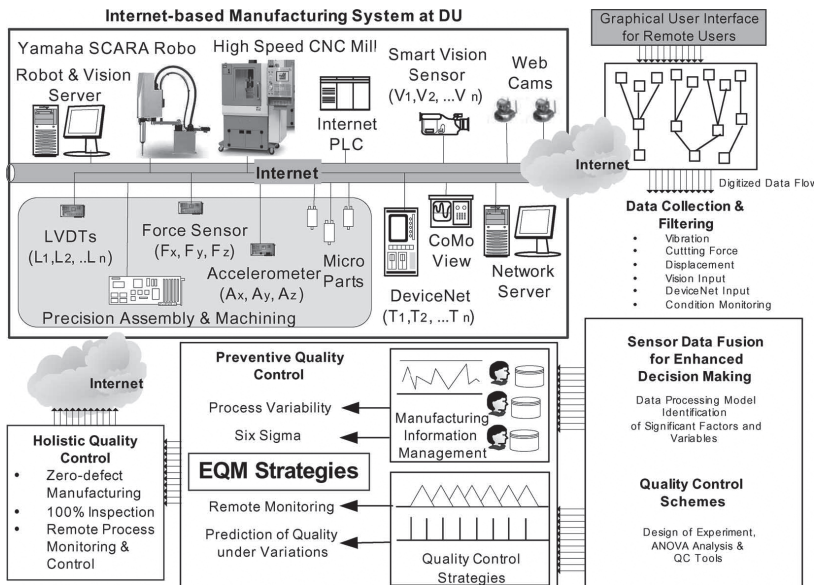 Internet-based Manufacturing System at DU
Yamaha SCARA Robo
High Speed CNC Mill
Robot & Vision
Server
Internet
PLC
Smart Vision
Sensor
(V1,V2, ...V n)
Web
Cams
Internet
LVDTs
(L1,L2, ..L n)
Force Sensor
(Fx, Fy, Fz)
Accelerometer
(Ax, Ay, Az)
Micro
Parts
Precision Assembly & Machining
DeviceNet
(T1,T2, ...T n)
CoMo
View
Network
Server
Graphical User Interface
for Remote Users
Internet
Digitized Data Flow
Data Collection &
Filtering
• Vibration
• Cuttting Force
• Displacement
• Vision Input
• DeviceNet Input
• Condition Monitoring
Sensor Data Fusion
for Enhanced
Decision Making
Data Processing Model
Identification
of Significant Factors and
Variables
Quality Control
Schemes
Design of Experiment,
ANOVA Analysis &
QC Tools
Preventive Quality
Control
Process Variability
Six Sigma
Manufacturing
Information
Management
EQM Strategies
Remote Monitoring
Prediction of Quality
under Variations
Quality Control
Strategies
Internet
Holistic Quality
Control
• Zero-defect
Manufacturing
• 100% Inspection
• Remote Process
Monitoring &
Control